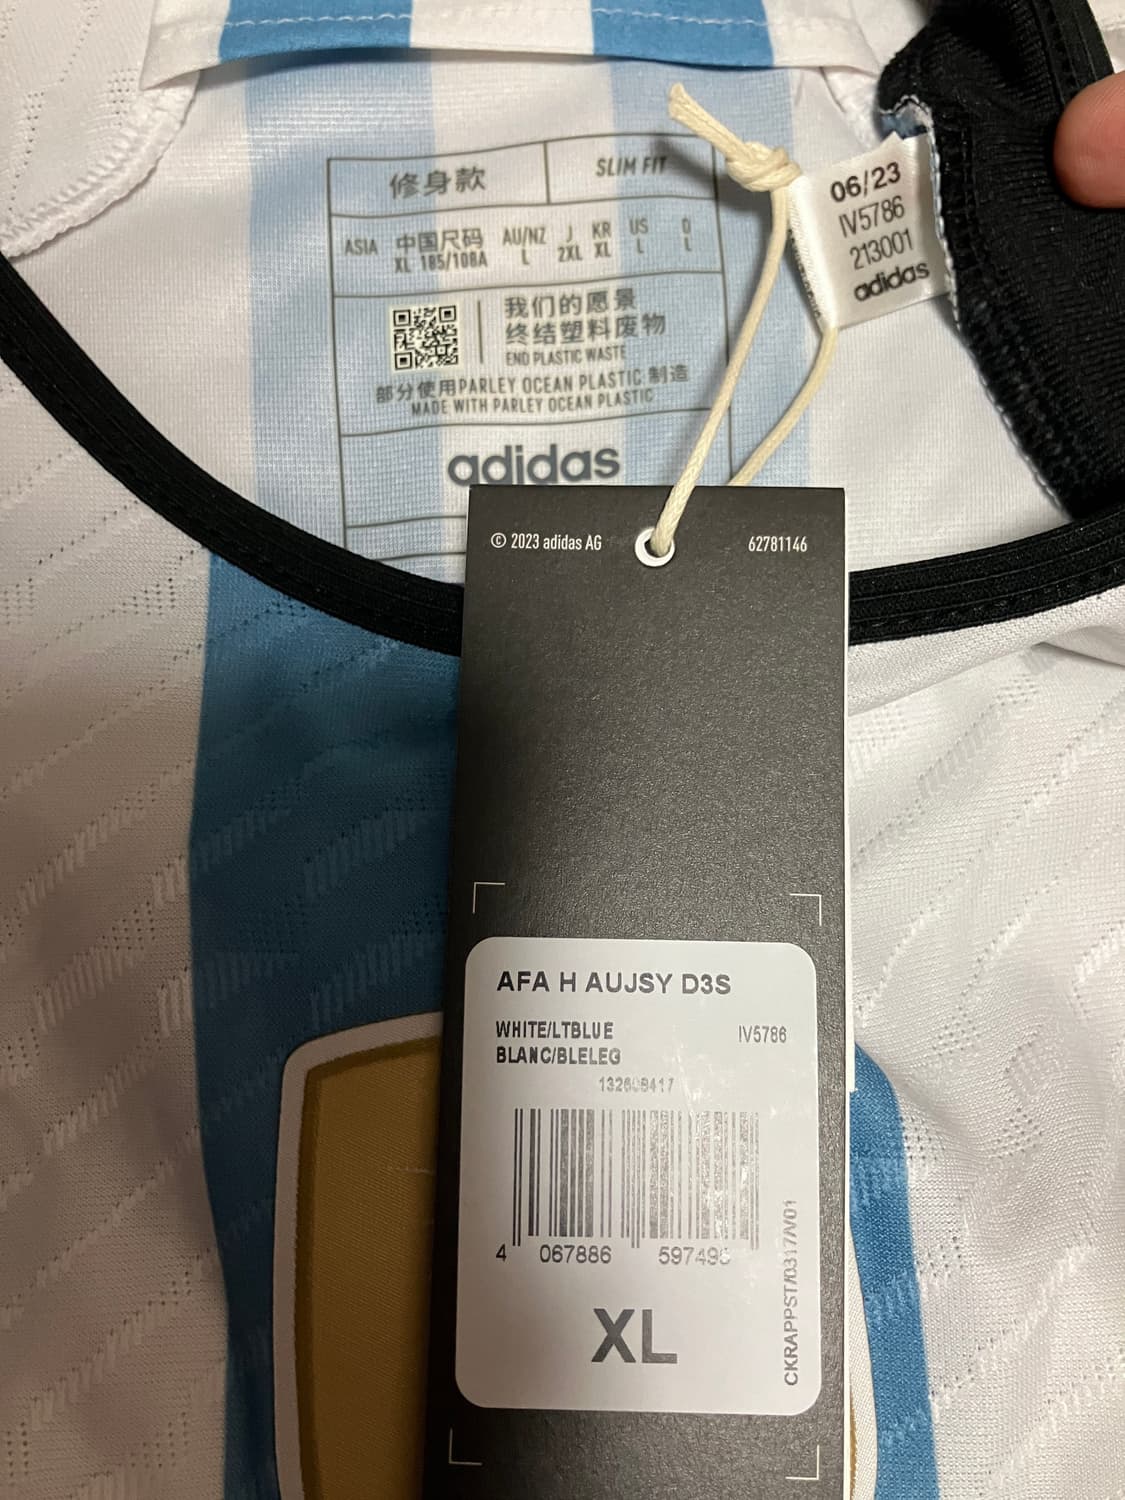 修身款
SLIM FIT
ASIA 中国尺码 AU/NZ J KR US D
XL 185/108A L 2XL XL L L
我们的愿景
终结塑料废物
END PLASTIC WASTE
部分使用PARLEY OCEAN PLASTIC 制造
MADE WITH PARLEY OCEAN PLASTIC
adidas
06/23
IV5786
213001
adidas
© 2023 adidas AG 62781146
AFA H AUJSY D3S
WHITE/LTBLUE IV5786
BLANC/BLELEG
4 067886
XL
CKRAPPST/0317/V01